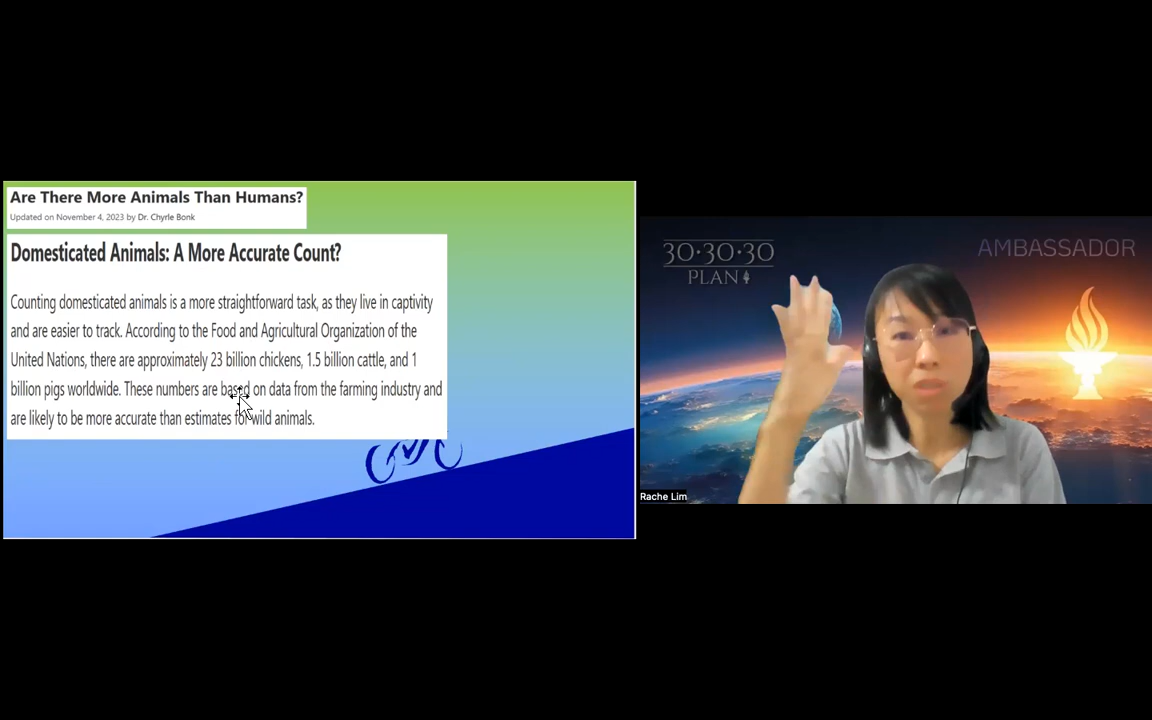 Are There More Animals Than Humans?
Updated on November 4, 2023 by Dr. Chyrle Bonk
Domesticated Animals: A More Accurate Count?
Counting domesticated animals is a more straightforward task, as they live in captivity
and are easier to track. According to the Food and Agricultural Organization of the
United Nations, there are approximately 23 billion chickens, 1.5 billion cattle, and 1
billion pigs worldwide. These numbers are based on data from the farming industry and
are likely to be more accurate than estimates for wild animals.
30·30·30
PLAN
AMBASSADOR
Rache Lim